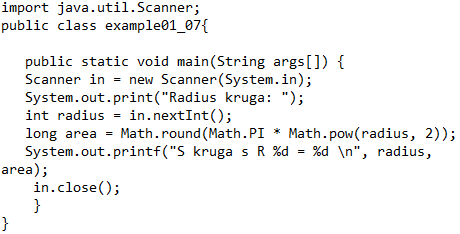 import java.util.Scanner;
public class example01_07{
public static void main(String args[]) {
Scanner in = new Scanner(System.in);
System.out.print("Radius kruga: ");
int radius = in.nextInt();
long area = Math.round(Math.PI * Math.pow(radius, 2));
System.out.printf("S kruga s R %d = %d \n", radius,
area);
in.close();
}
}